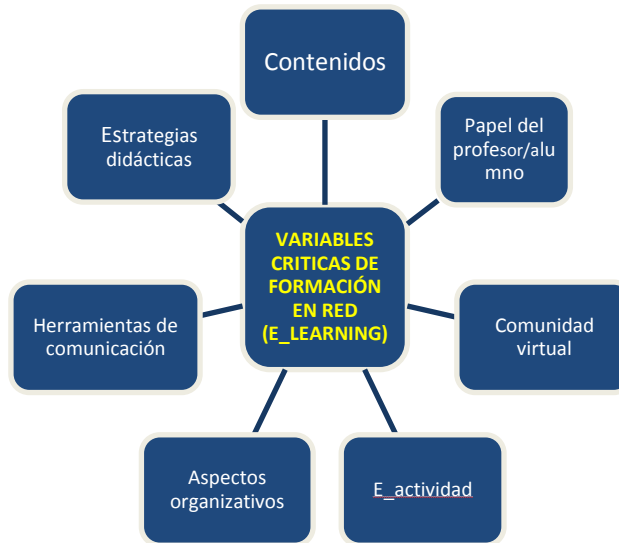 Contenidos
Estrategias
didácticas
Papel del
profesor/alu
mno
VARIABLES
CRITICAS DE
FORMACIÓN
EN RED
(E_LEARNING)
Herramientas de
comunicación
Comunidad
virtual
Aspectos
organizativos
E_actividad